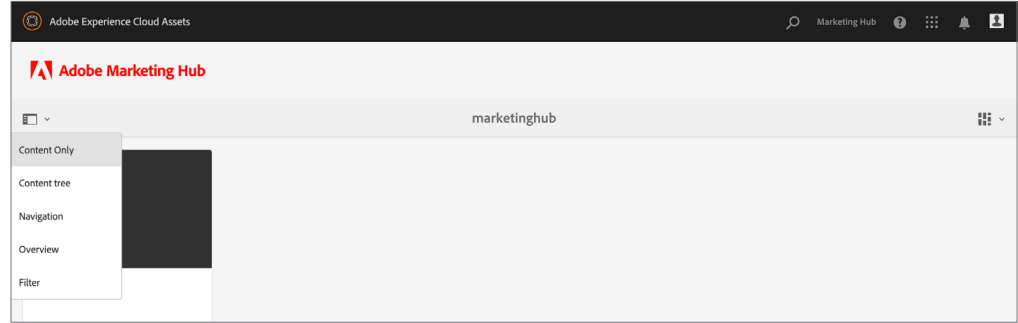 Adobe Experience Cloud Assets
Marketing Hub
Adobe Marketing Hub
marketinghub
Content Only
Content tree
Navigation
Overview
Filter